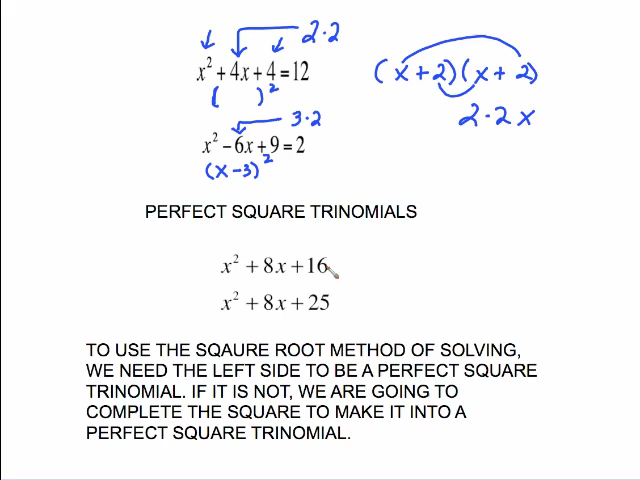 2·2
x² + 4x + 4 = 12
(      )²
(x + 2)(x + 2)
2·2x
3·2
x² − 6x + 9 = 2
(x − 3)²
PERFECT SQUARE TRINOMIALS
x² + 8x + 16
x² + 8x + 25
TO USE THE SQAURE ROOT METHOD OF SOLVING,
WE NEED THE LEFT SIDE TO BE A PERFECT SQUARE
TRINOMIAL. IF IT IS NOT, WE ARE GOING TO
COMPLETE THE SQUARE TO MAKE IT INTO A
PERFECT SQUARE TRINOMIAL.